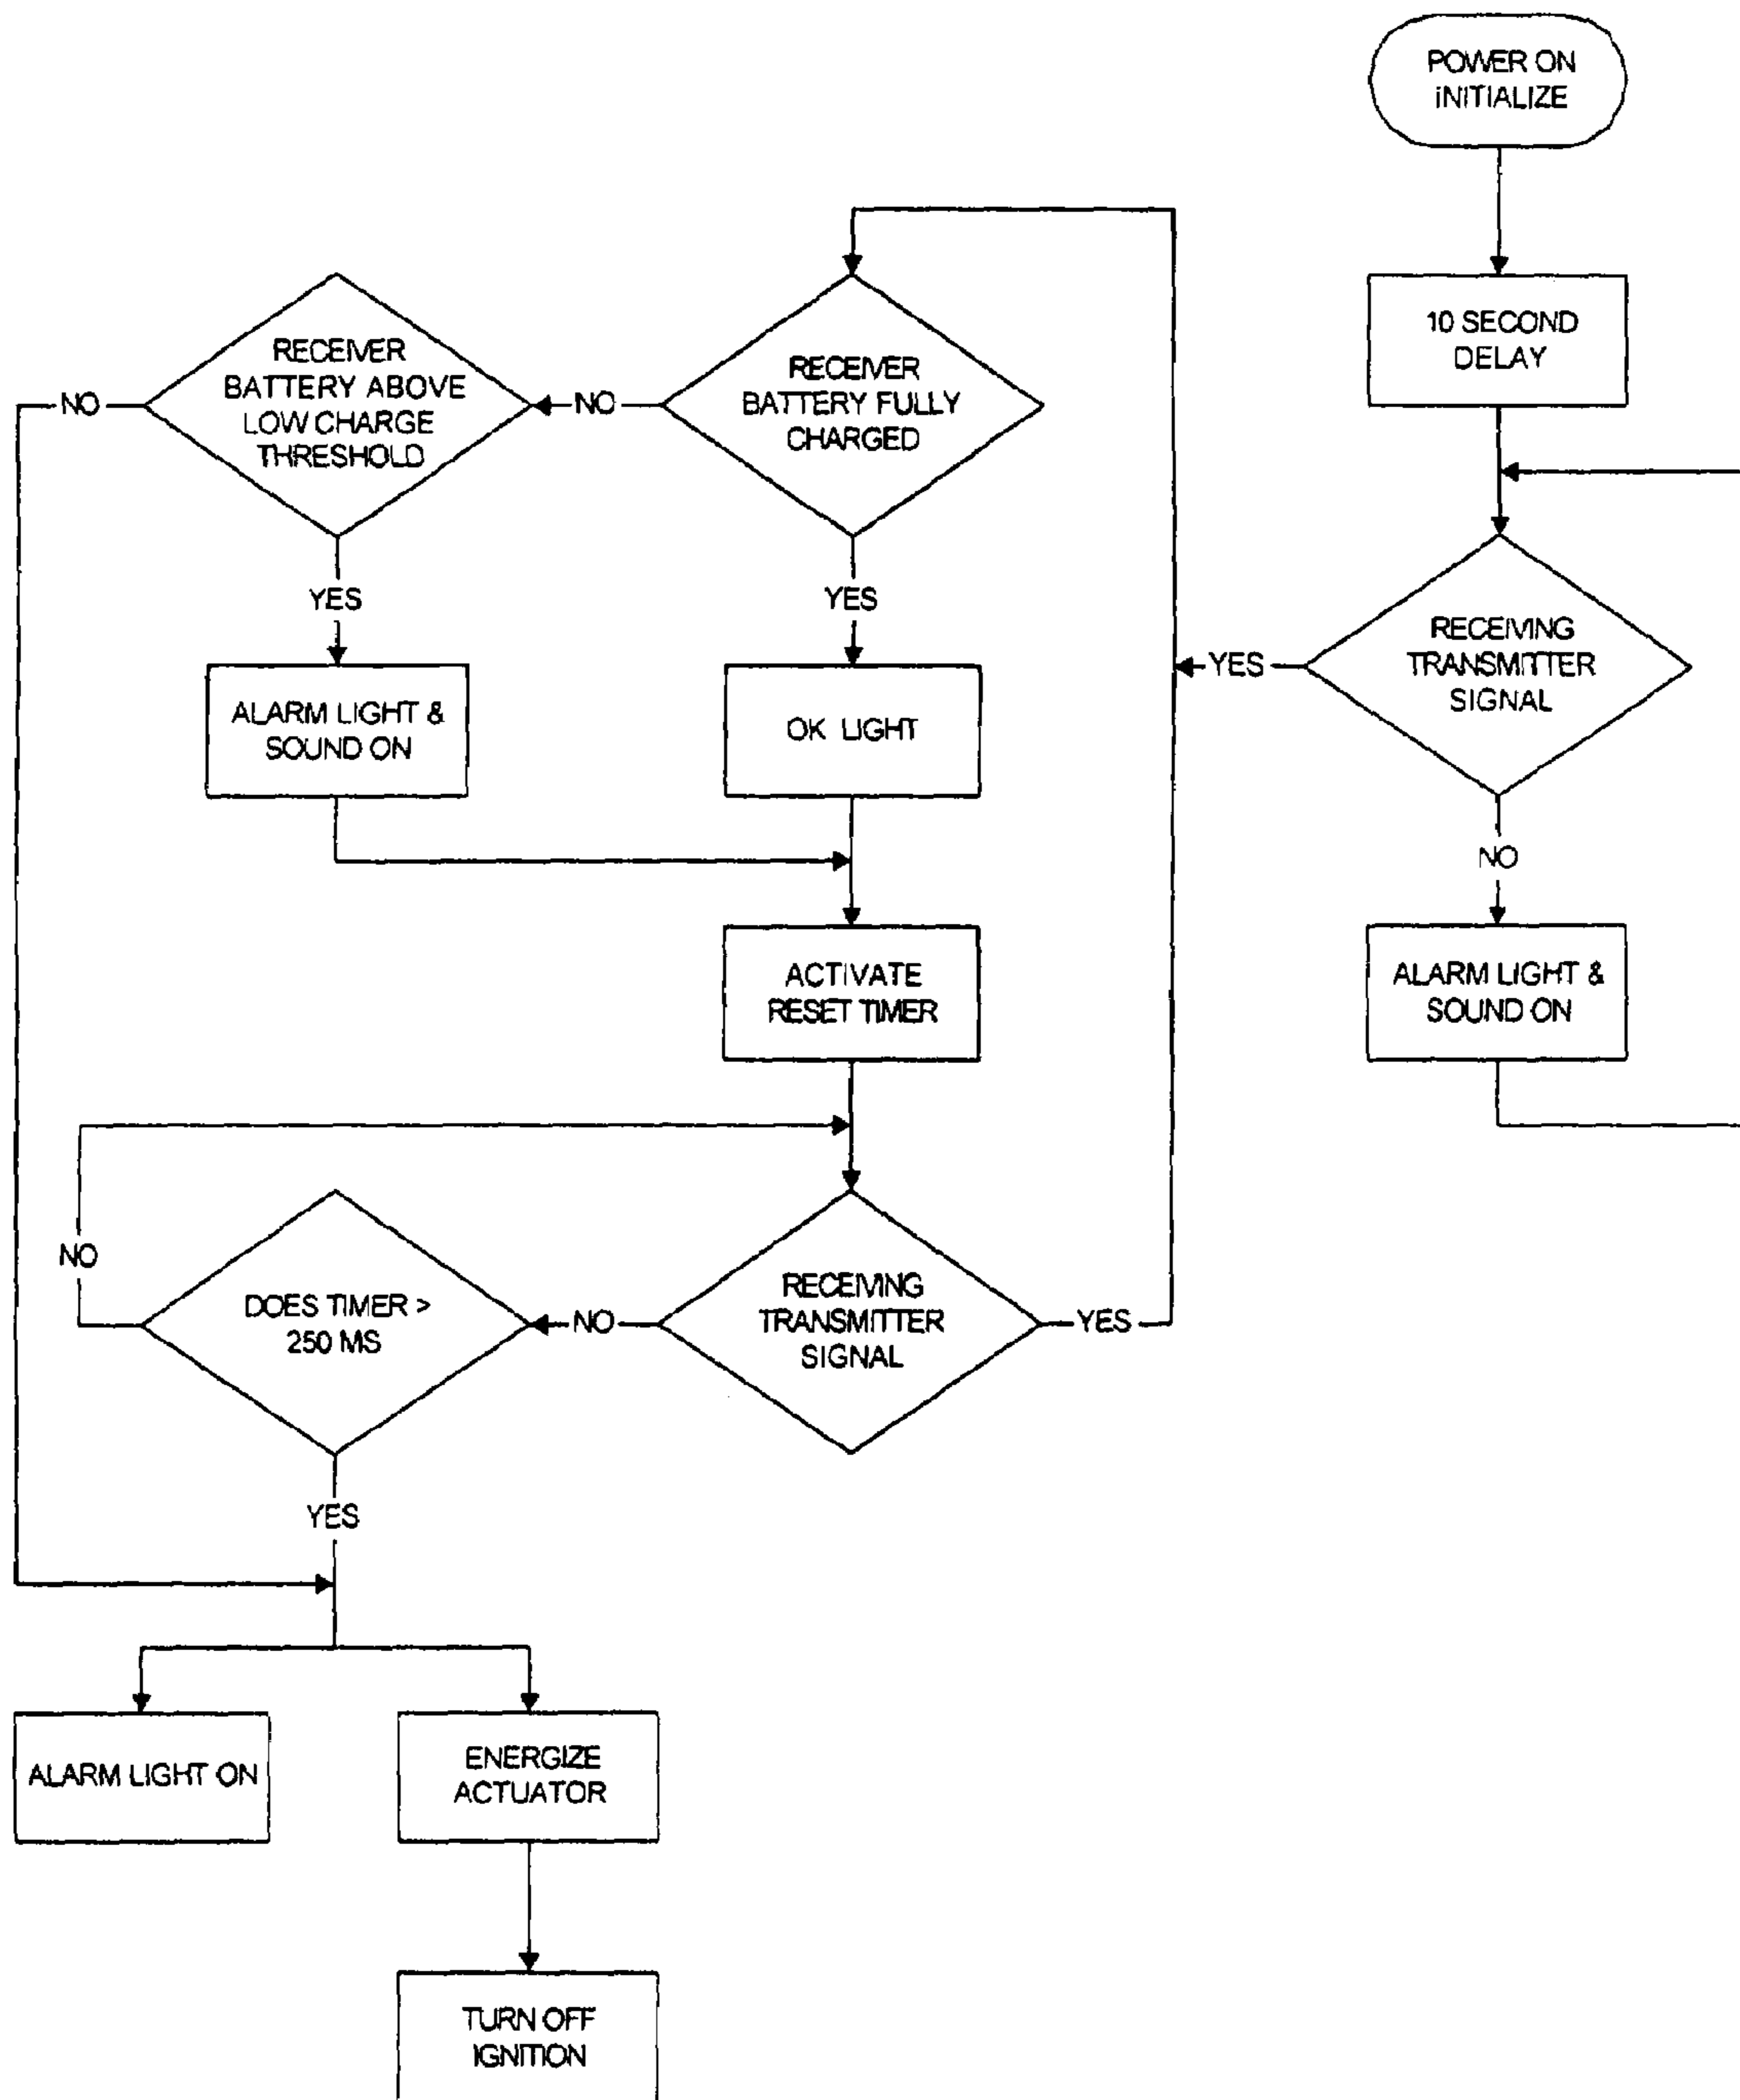 POWER ON
iNITIALIZE
10 SECOND
DELAY
RECEIVING
TRANSMITTER
SIGNAL
YES
NO
ALARM LIGHT &
SOUND ON
RECEIVER
BATTERY FULLY
CHARGED
NO
YES
RECEIVER
BATTERY ABOVE
LOW CHARGE
THRESHOLD
NO
YES
ALARM LIGHT &
SOUND ON
OK LIGHT
ACTIVATE
RESET TIMER
RECEIVING
TRANSMITTER
SIGNAL
YES
NO
DOES TIMER >
250 MS
NO
YES
ALARM LIGHT ON
ENERGIZE
ACTUATOR
TURN OFF
IGNITION